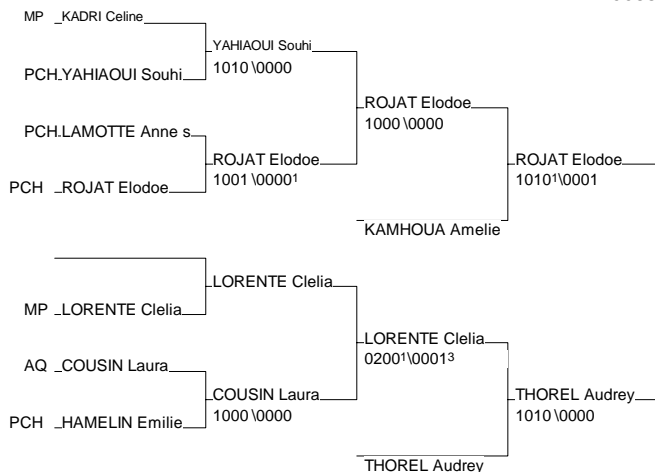 MP KADRI Celine
YAHIAOUI Souhi
1010 \0000
PCH YAHIAOUI Souhi
ROJAT Elodoe
1000 \0000
PCH LAMOTTE Anne s
ROJAT Elodoe
1001 \0000¹
ROJAT Elodoe
1010¹\0001
PCH ROJAT Elodoe
KAMHOUA Amelie
LORENTE Clelia
MP LORENTE Clelia
LORENTE Clelia
0200¹\0001³
AQ COUSIN Laura
COUSIN Laura
1000 \0000
THOREL Audrey
1010 \0000
PCH HAMELIN Emilie
THOREL Audrey